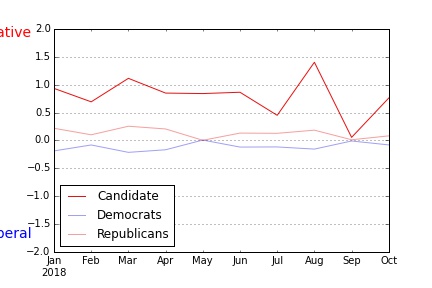 ative
2.0
1.5
1.0
0.5
0.0
−0.5
−1.0
−1.5
−2.0
beral
Candidate
Democrats
Republicans
Jan Feb Mar Apr May Jun Jul Aug Sep Oct
2018